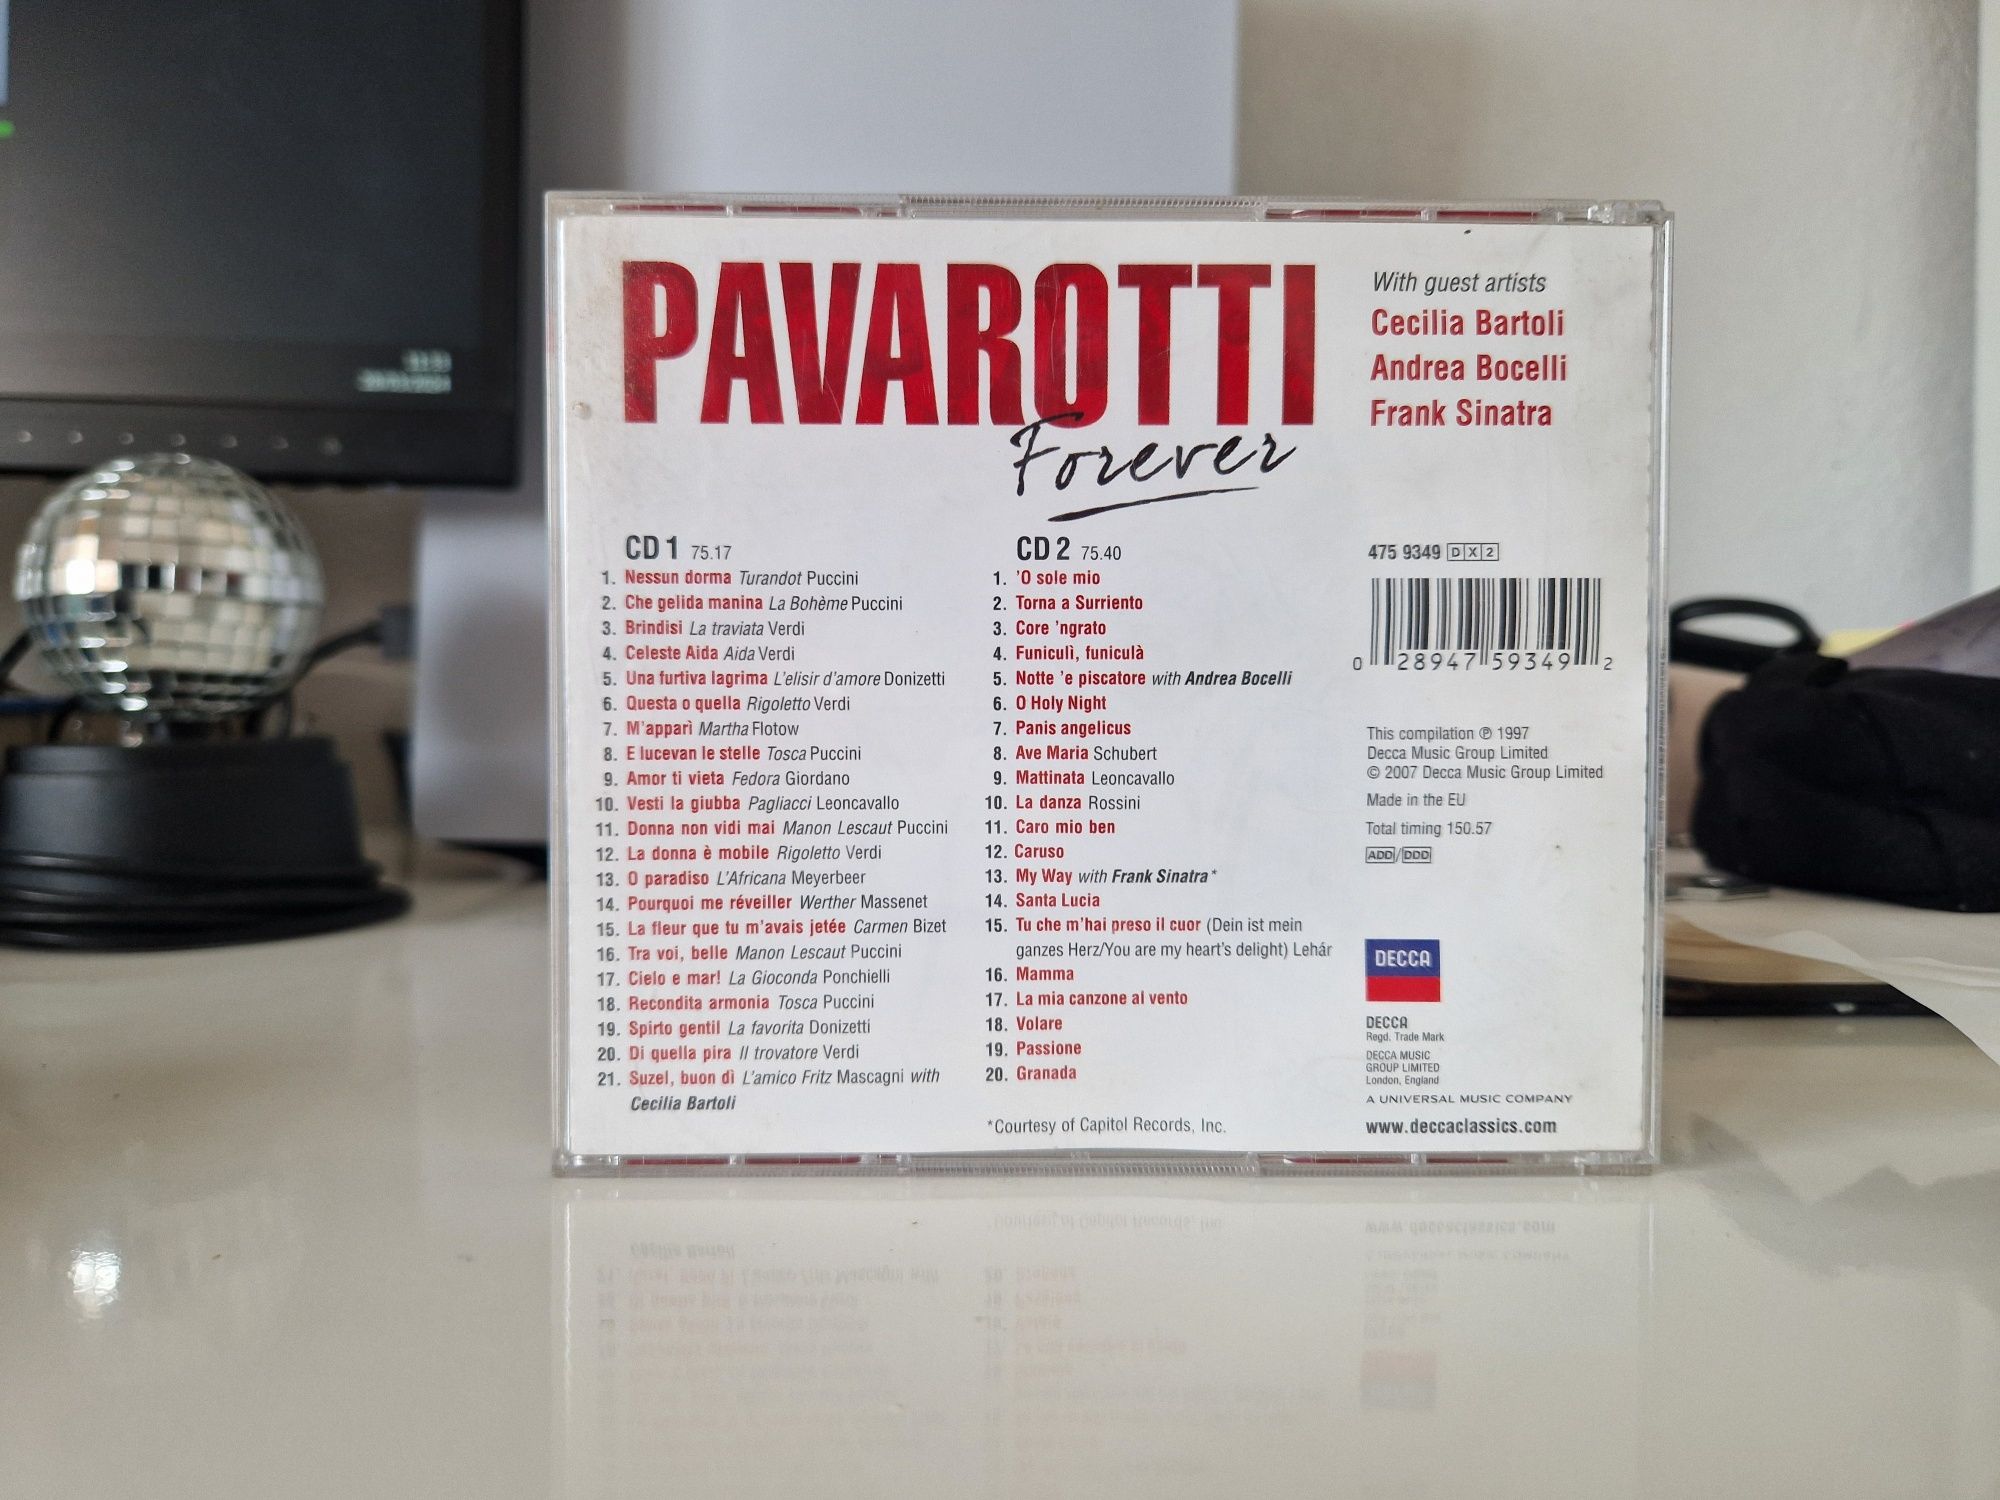 PAVAROTTI
Forever
With guest artists
Cecilia Bartoli
Andrea Bocelli
Frank Sinatra
CD 1 75.17
1. Nessun dorma Turandot Puccini
2. Che gelida manina La Bohème Puccini
3. Brindisi La traviata Verdi
4. Celeste Aida Aida Verdi
5. Una furtiva lagrima L'elisir d'amore Donizetti
6. Questa o quella Rigoletto Verdi
7. M'apparì Martha Flotow
8. E lucevan le stelle Tosca Puccini
9. Amor ti vieta Fedora Giordano
10. Vesti la giubba Pagliacci Leoncavallo
11. Donna non vidi mai Manon Lescaut Puccini
12. La donna è mobile Rigoletto Verdi
13. O paradiso L'Africana Meyerbeer
14. Pourquoi me réveiller Werther Massenet
15. La fleur que tu m'avais jetée Carmen Bizet
16. Tra voi, belle Manon Lescaut Puccini
17. Cielo e mar! La Gioconda Ponchielli
18. Recondita armonia Tosca Puccini
19. Spirto gentil La favorita Donizetti
20. Di quella pira Il trovatore Verdi
21. Suzel, buon dì L'amico Fritz Mascagni with
Cecilia Bartoli
CD 2 75.40
1. 'O sole mio
2. Torna a Surriento
3. Core 'ngrato
4. Funiculì, funiculà
5. Notte 'e piscatore with Andrea Bocelli
6. O Holy Night
7. Panis angelicus
8. Ave Maria Schubert
9. Mattinata Leoncavallo
10. La danza Rossini
11. Caro mio ben
12. Caruso
13. My Way with Frank Sinatra*
14. Santa Lucia
15. Tu che m'hai preso il cuor (Dein ist mein
ganzes Herz/You are my heart's delight) Lehár
16. Mamma
17. La mia canzone al vento
18. Volare
19. Passione
20. Granada
*Courtesy of Capitol Records, Inc.
475 9349 D X 2
0 28947 59349 2
This compilation ℗ 1997
Decca Music Group Limited
© 2007 Decca Music Group Limited
Made in the EU
Total timing 150.57
ADD/DDD
DECCA
DECCA
Regd. Trade Mark
DECCA MUSIC
GROUP LIMITED
London, England
A UNIVERSAL MUSIC COMPANY
www.deccaclassics.com